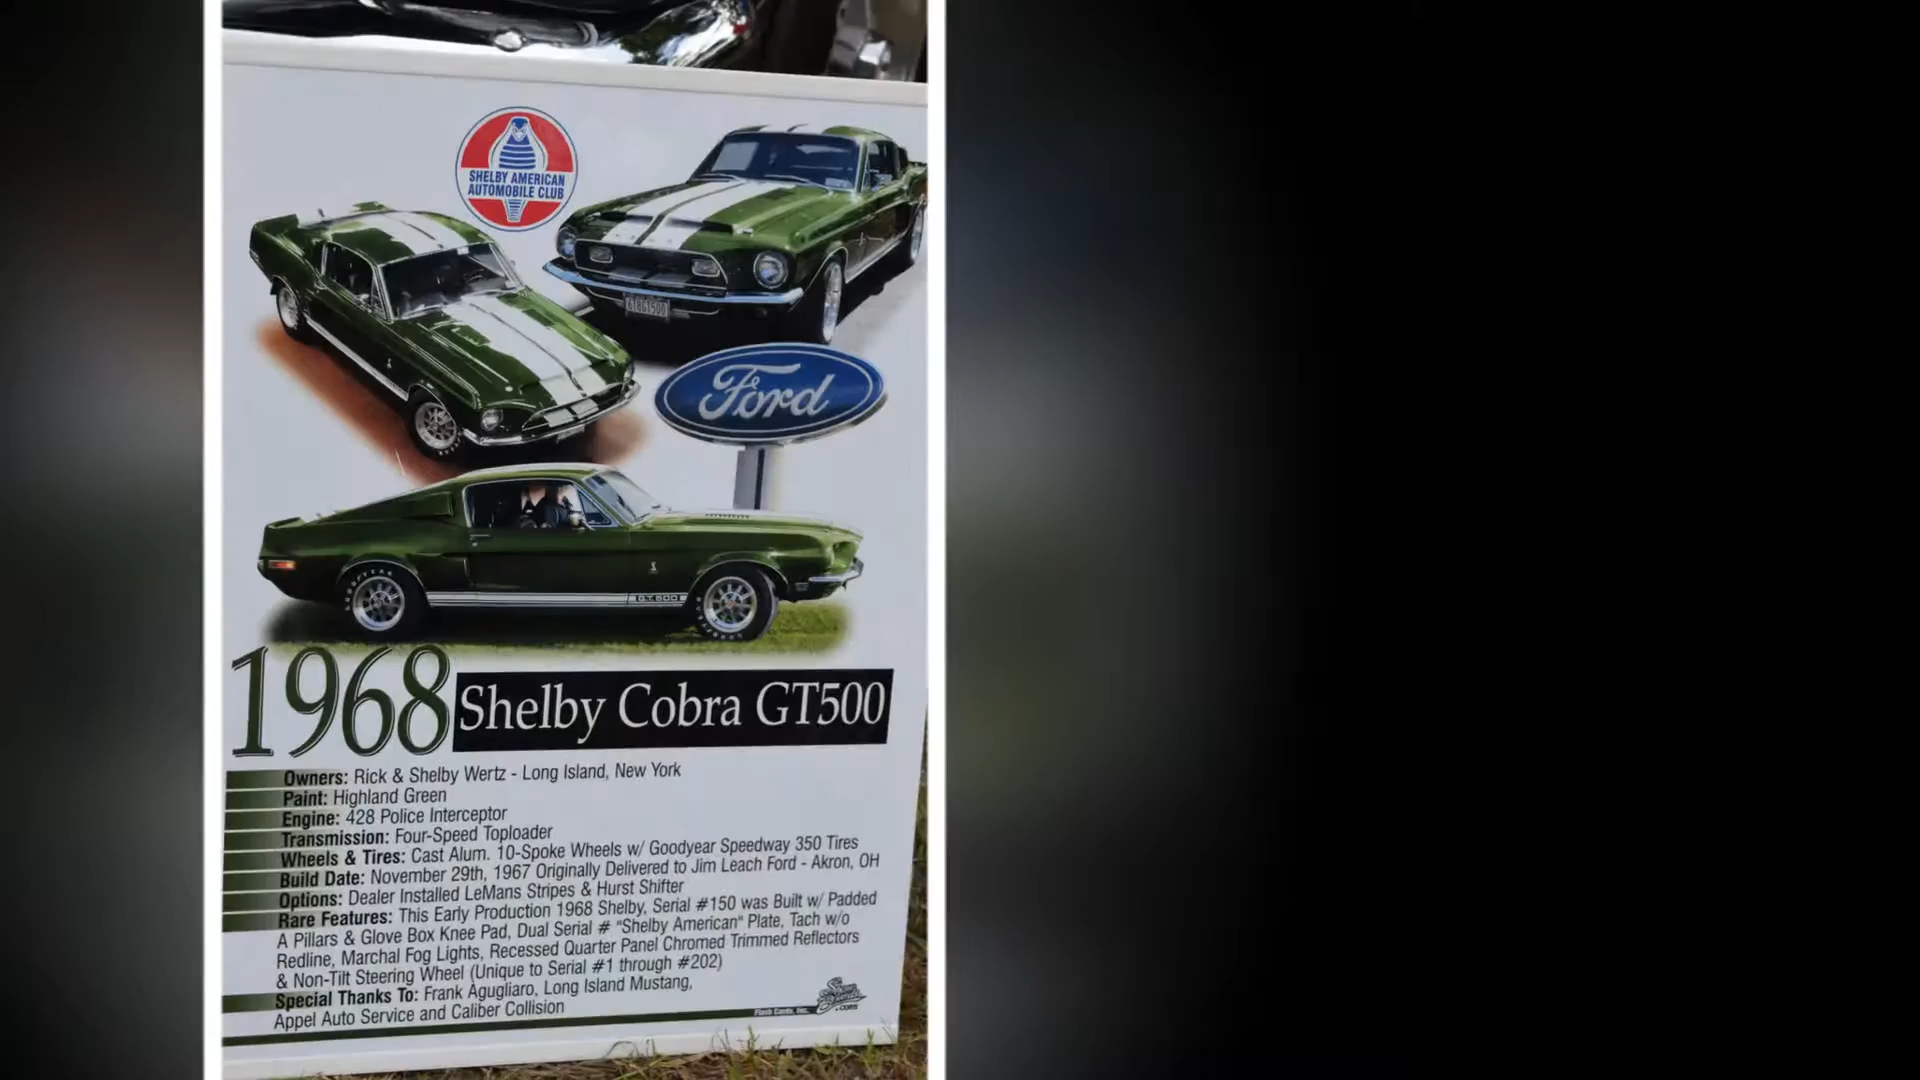 SHELBY AMERICAN
AUTOMOBILE CLUB
Ford
G.T.500
1968 Shelby Cobra GT500
Owners: Rick & Shelby Wertz - Long Island, New York
Paint: Highland Green
Engine: 428 Police Interceptor
Transmission: Four-Speed Toploader
Wheels & Tires: Cast Alum. 10-Spoke Wheels w/ Goodyear Speedway 350 Tires
Build Date: November 29th, 1967 Originally Delivered to Jim Leach Ford - Akron, OH
Options: Dealer Installed LeMans Stripes & Hurst Shifter
Rare Features: This Early Production 1968 Shelby, Serial #150 was Built w/ Padded
A Pillars & Glove Box Knee Pad, Dual Serial # "Shelby American" Plate, Tach w/o
Redline, Marchal Fog Lights, Recessed Quarter Panel Chromed Trimmed Reflectors
& Non-Tilt Steering Wheel (Unique to Serial #1 through #202)
Special Thanks To: Frank Agugliaro, Long Island Mustang,
Appel Auto Service and Caliber Collision